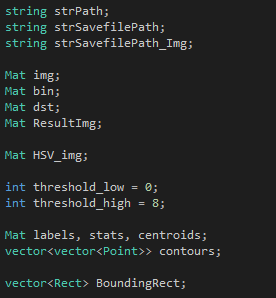 string strPath;
string strSavefilePath;
string strSavefilePath_Img;
Mat img;
Mat bin;
Mat dst;
Mat ResultImg;
Mat HSV_img;
int threshold_low = 0;
int threshold_high = 8;
Mat labels, stats, centroids;
vector<vector<Point>> contours;
vector<Rect> BoundingRect;